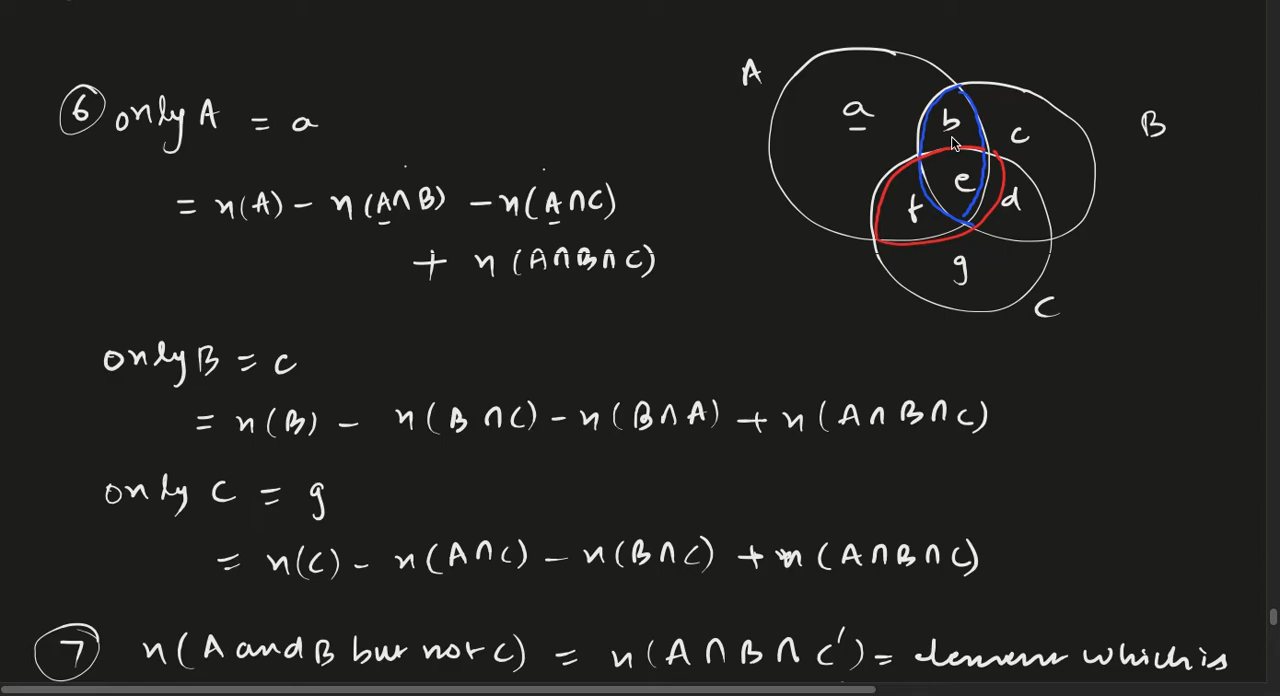 ⑥ only A = a
= n(A) - n(A∩B) - n(A∩C)
+ n(A∩B∩C)
A
a
b
c
B
e
f
d
g
C
only B = c
= n(B) - n(B∩C) - n(B∩A) + n(A∩B∩C)
only C = g
= n(C) - n(A∩C) - n(B∩C) + n(A∩B∩C)
⑦ n(A and B but not C) = n(A∩B∩C') = element which is